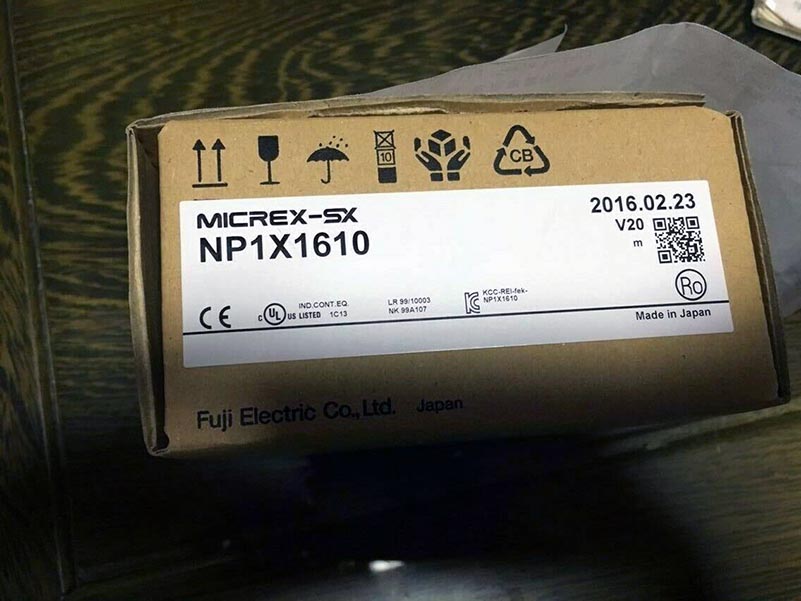 10
CB
MICREX-SX
NP1X1610
2016.02.23
V20
m
CE
c UL US LISTED
IND.CONT.EQ.
1C13
LR 99/10003
NK 99A107
KCC-REI-fek-
NP1X1610
Ro
Made in Japan
Fuji Electric Co.,Ltd. Japan